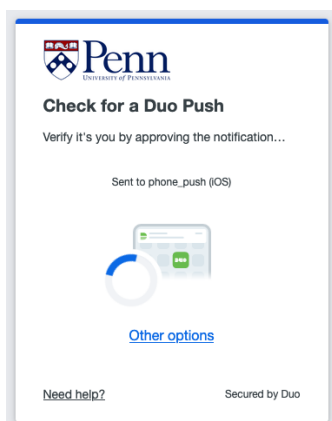 Penn
UNIVERSITY OF PENNSYLVANIA
Check for a Duo Push
Verify it's you by approving the notification...
Sent to phone_push (iOS)
Other options
Need help?
Secured by Duo